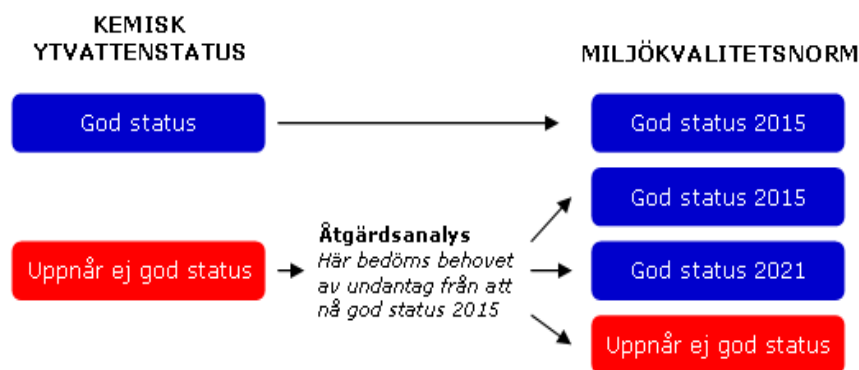 KEMISK
YTVATTENSTATUS
MILJÖKVALITETSNORM
God status
God status 2015
God status 2015
Uppnår ej god status
Åtgärdsanalys
Här bedöms behovet
av undantag från att
nå god status 2015
God status 2021
Uppnår ej god status